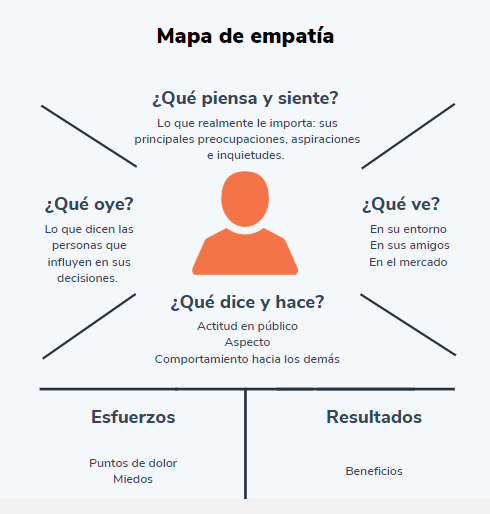 Mapa de empatía
¿Qué piensa y siente?
Lo que realmente le importa: sus
principales preocupaciones, aspiraciones
e inquietudes.
¿Qué oye?
Lo que dicen las
personas que
influyen en sus
decisiones.
¿Qué ve?
En su entorno
En sus amigos
En el mercado
¿Qué dice y hace?
Actitud en público
Aspecto
Comportamiento hacia los demás
Esfuerzos
Puntos de dolor
Miedos
Resultados
Beneficios